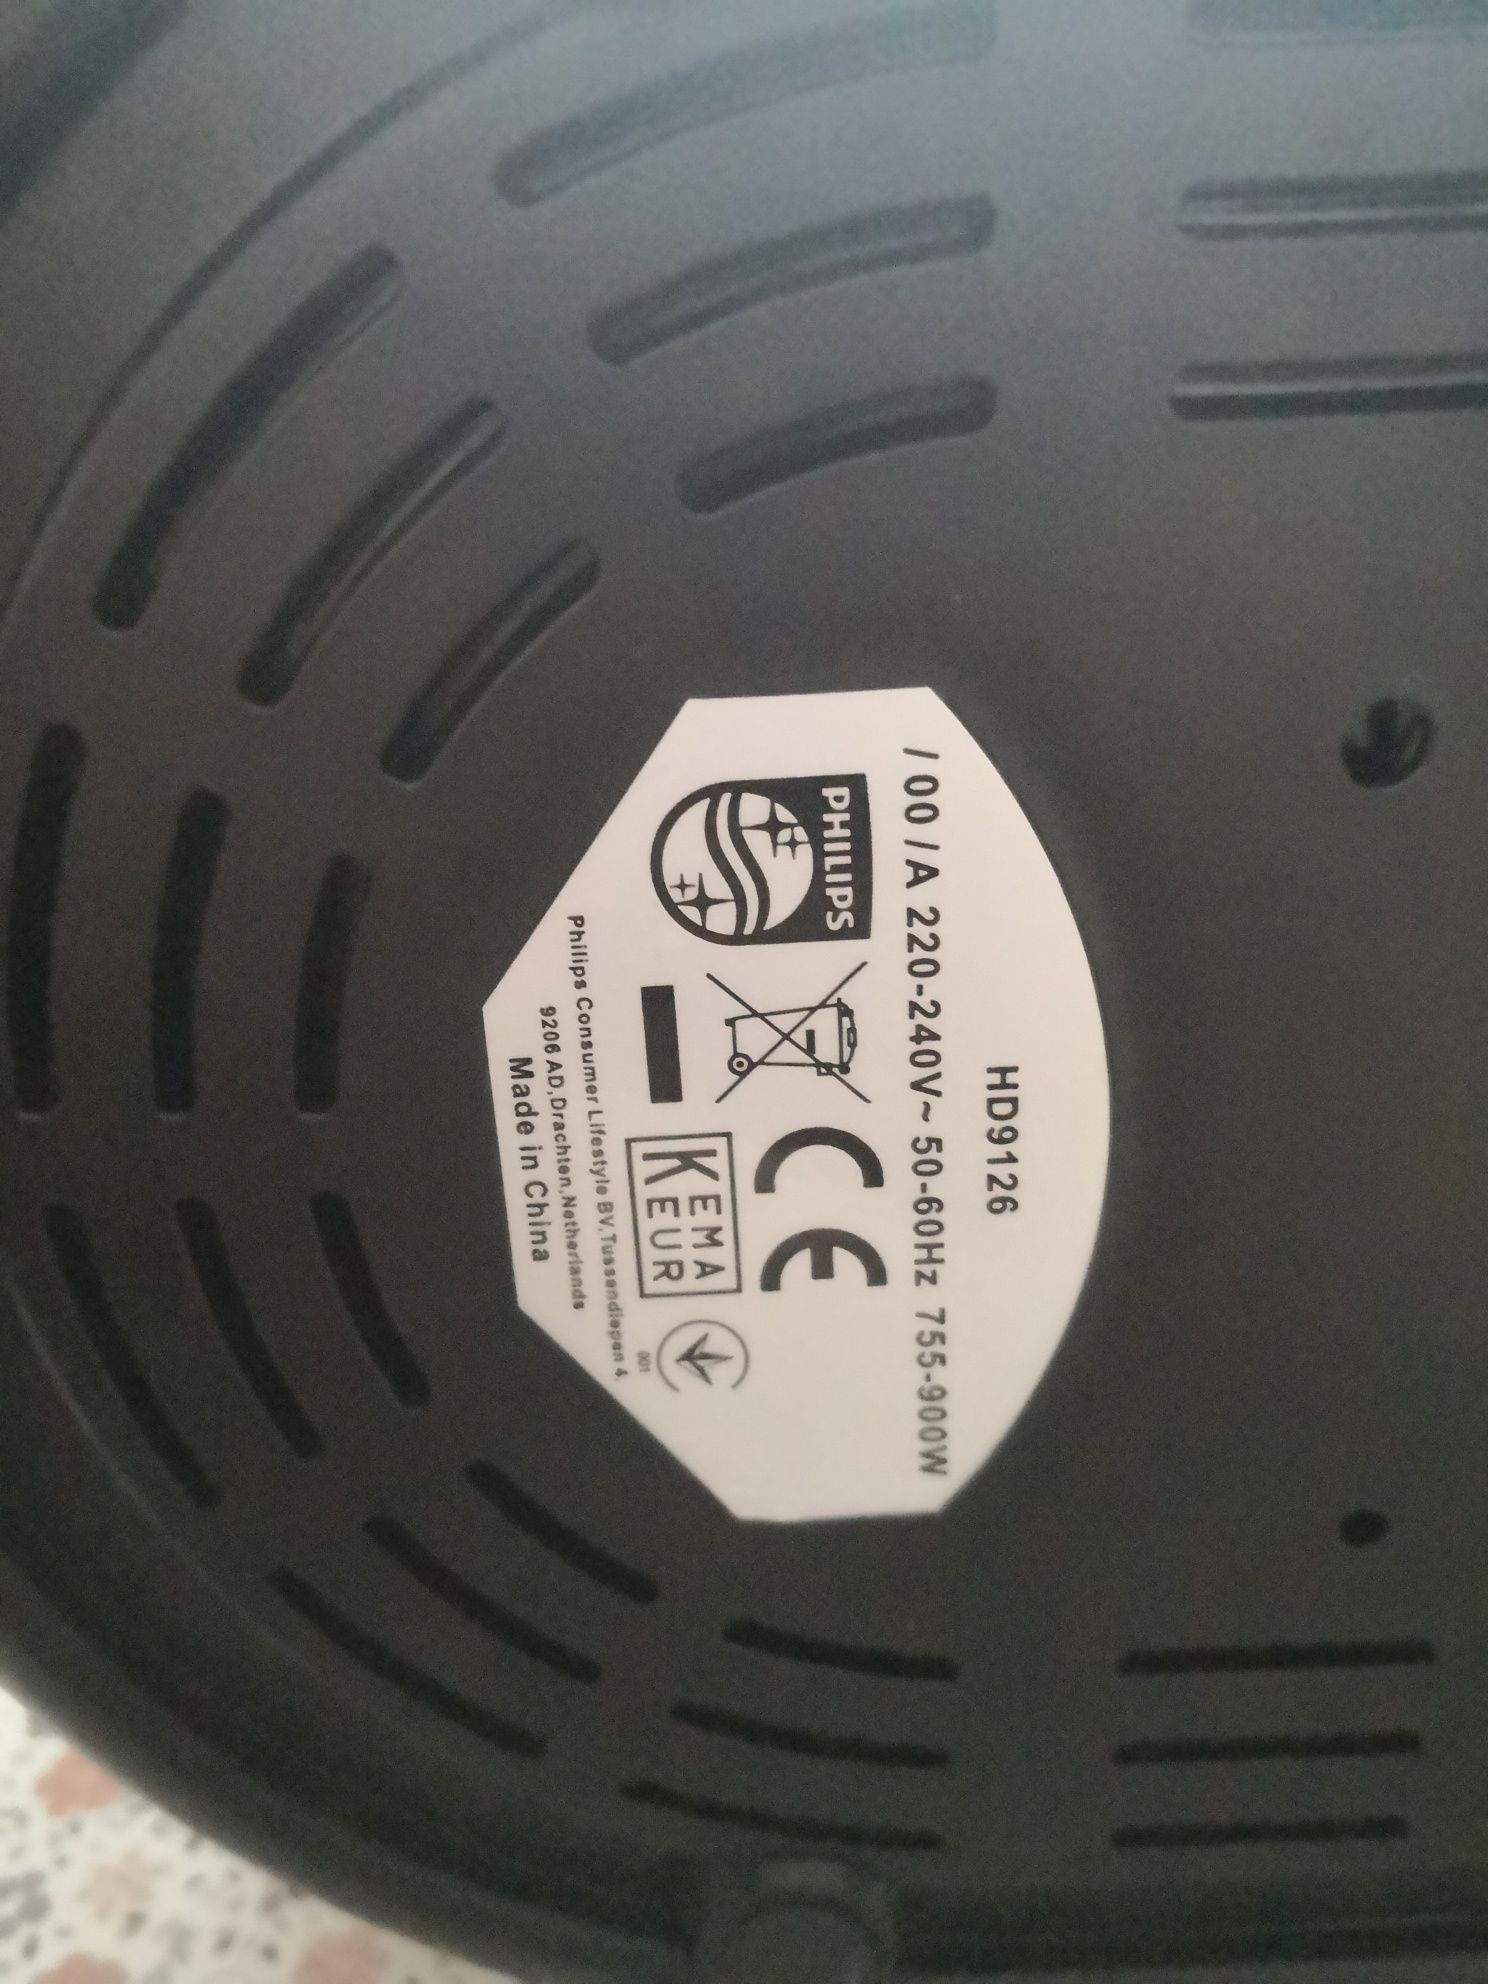 HD9126
/ 00 / A 220-240V~ 50-60Hz 755-900W
PHILIPS
CE
KEMA
KEUR
001
Philips Consumer Lifestyle BV, Tussendiepen 4,
9206 AD, Drachten, Netherlands
Made in China